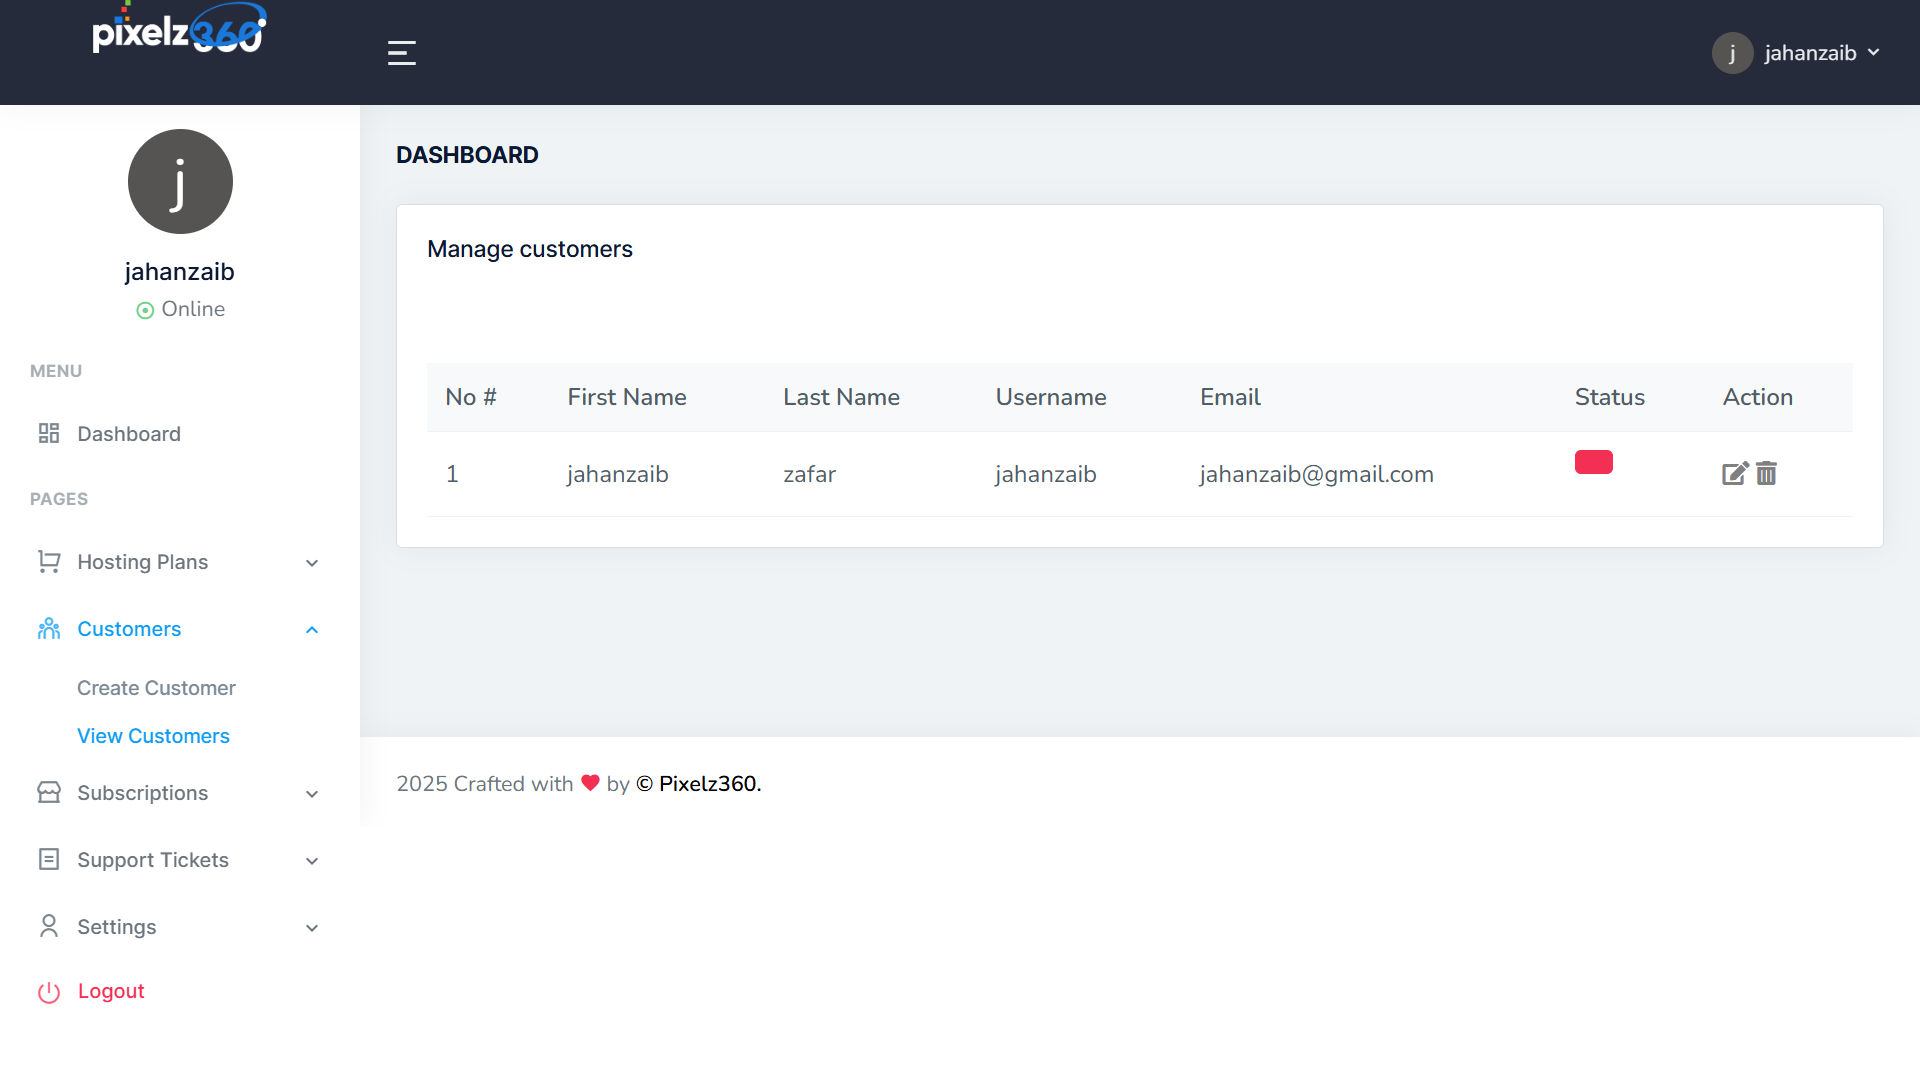 pixelz360
j
jahanzaib
j
jahanzaib
Online
MENU
Dashboard
PAGES
Hosting Plans
Customers
Create Customer
View Customers
Subscriptions
Support Tickets
Settings
Logout
DASHBOARD
Manage customers
No # First Name Last Name Username Email Status Action
1 jahanzaib zafar jahanzaib jahanzaib@gmail.com
2025 Crafted with ❤ by © Pixelz360.